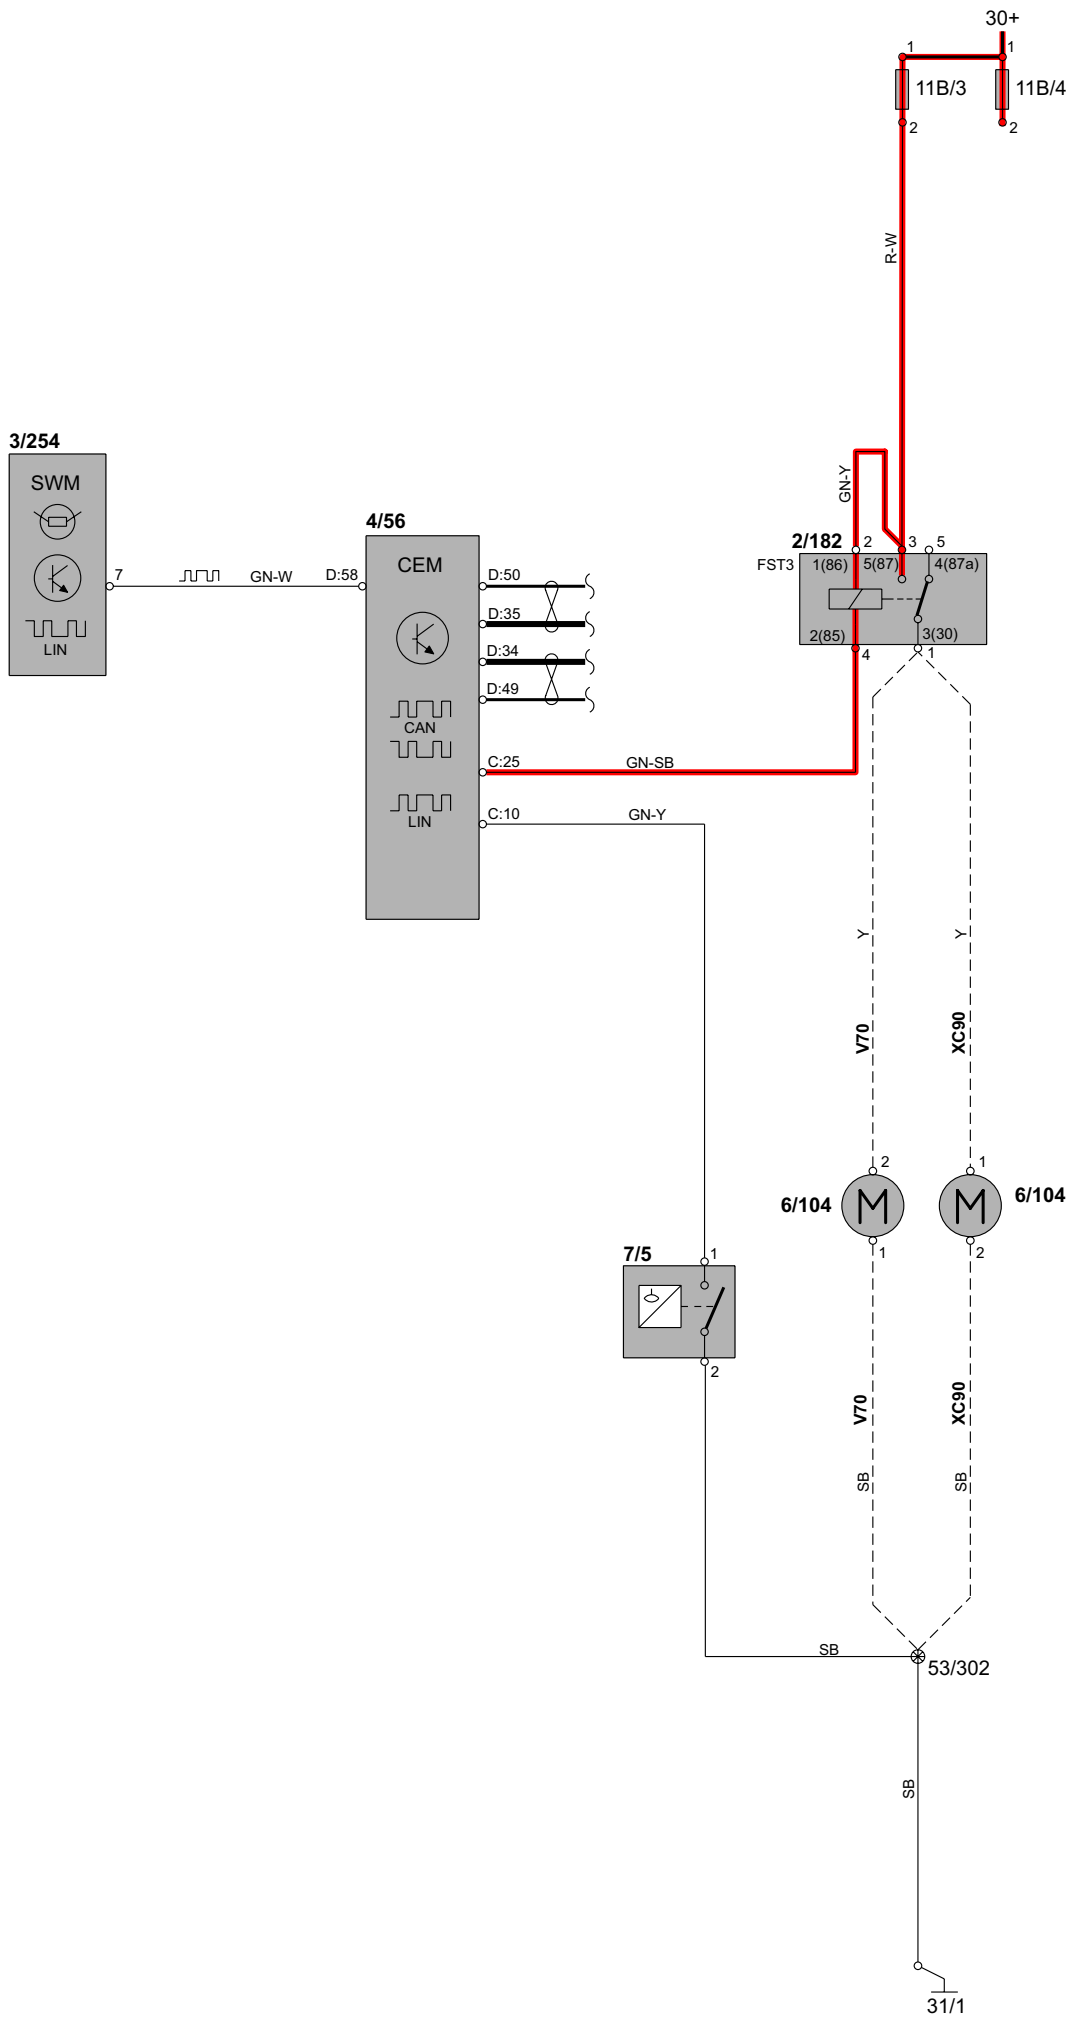 30+
1
1
11B/3
11B/4
2
2
R-W
3/254
SWM
LIN
7
GN-W
D:58
4/56
CEM
CAN
LIN
D:50
D:35
D:34
D:49
C:25
GN-SB
C:10
GN-Y
GN-Y
2/182
2
3
5
FST3
1(86)
5(87)
4(87a)
2(85)
3(30)
4
1
Y
Y
V70
XC90
2
1
6/104
M
M
6/104
1
2
7/5
1
2
V70
XC90
SB
SB
SB
53/302
SB
31/1